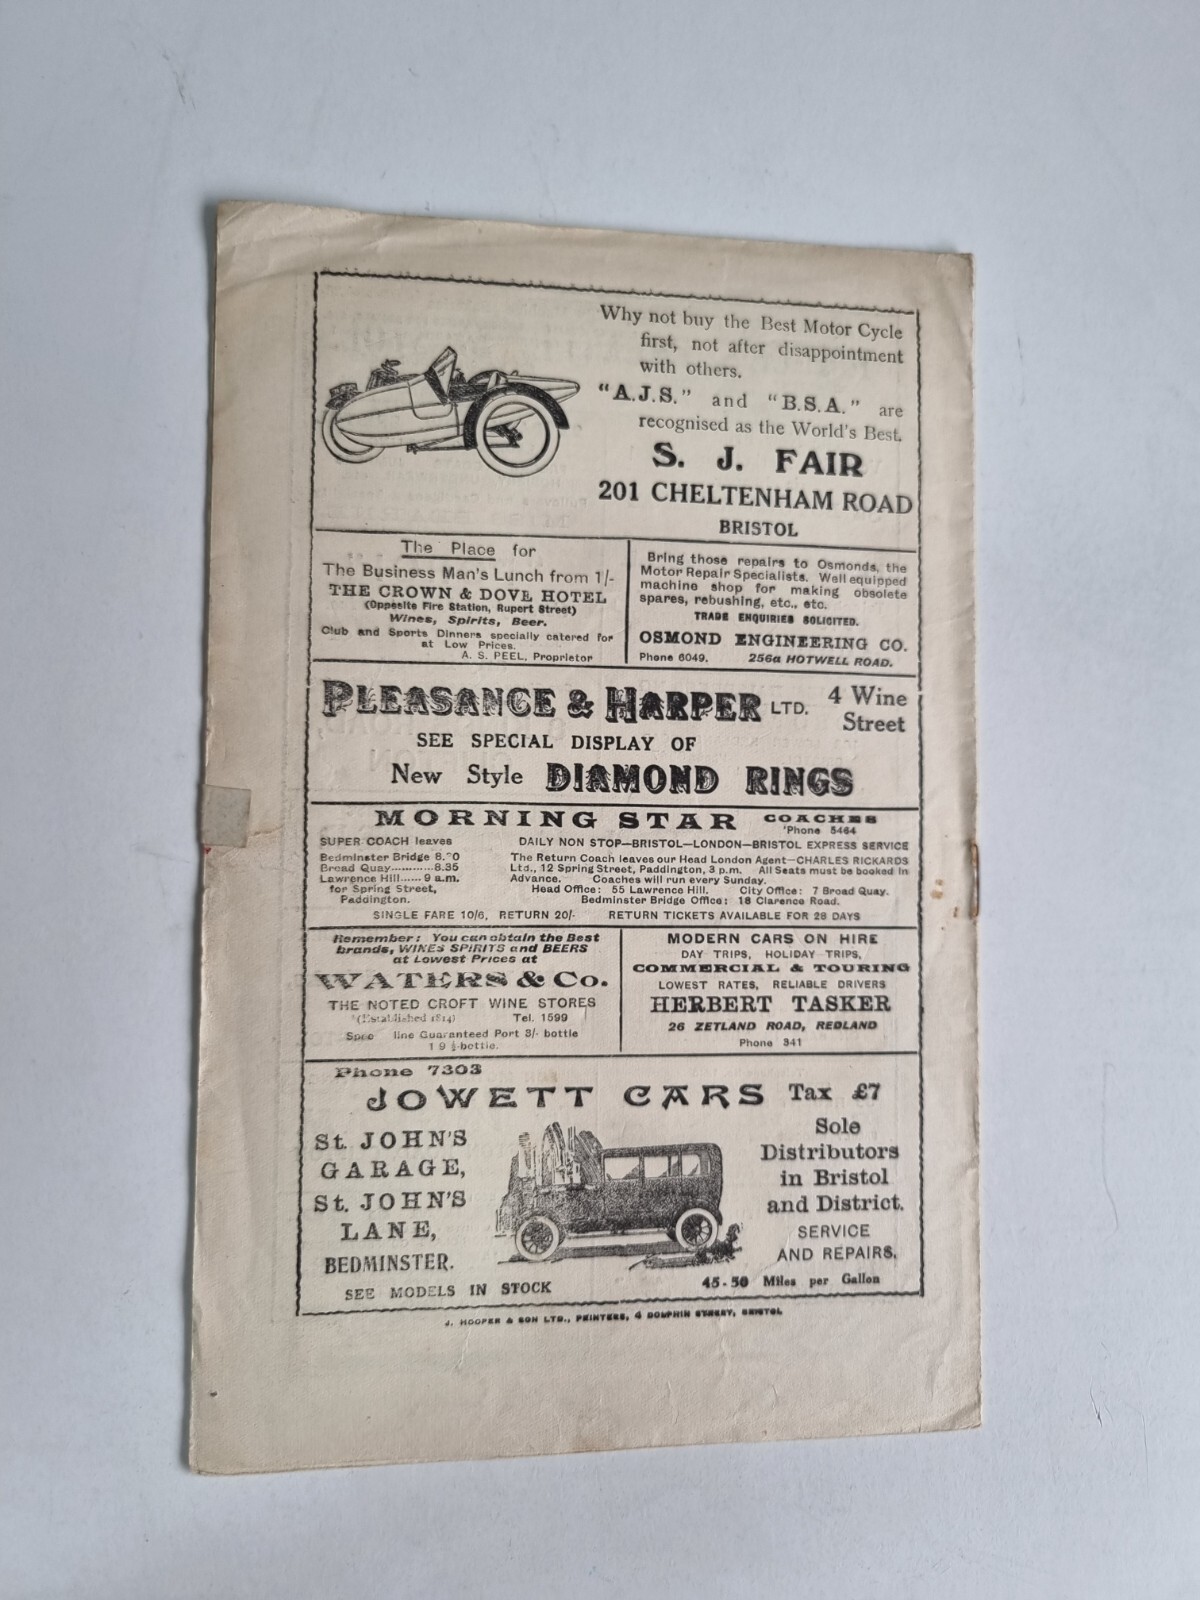 Why not buy the Best Motor Cycle
first, not after disappointment
with others.
"A.J.S." and "B.S.A." are
recognised as the World's Best.
S. J. FAIR
201 CHELTENHAM ROAD
BRISTOL
The Place for
The Business Man's Lunch from 1/-
THE CROWN & DOVE HOTEL
(Opposite Fire Station, Rupert Street)
Wines, Spirits, Beer.
Club and Sports Dinners specially catered for
at Low Prices.
A. S. PEEL, Proprietor
Bring those repairs to Osmonds, the
Motor Repair Specialists. Well equipped
machine shop for making obsolete
spares, rebushing, etc., etc.
TRADE ENQUIRIES SOLICITED.
OSMOND ENGINEERING CO.
Phone 6049. 256a HOTWELL ROAD.
PLEASANCE & HARPER LTD. 4 Wine
Street
SEE SPECIAL DISPLAY OF
New Style DIAMOND RINGS
MORNING STAR COACHES
'Phone 5464
SUPER COACH leaves
Bedminster Bridge
Broad Quay...........8.35
Lawrence Hill......9 a.m.
for Spring Street,
Paddington.
DAILY NON STOP—BRISTOL—LONDON—BRISTOL EXPRESS SERVICE
The Return Coach leaves our Head London Agent—CHARLES RICKARDS
Ltd., 12 Spring Street, Paddington, 3 p.m. All Seats must be booked in
Advance. Coaches will run every Sunday.
Head Office: 55 Lawrence Hill. City Office: 7 Broad Quay.
Bedminster Bridge Office: 18 Clarence Road.
SINGLE FARE 10/6, RETURN 20/- RETURN TICKETS AVAILABLE FOR 28 DAYS
Remember: You can obtain the Best
brands, WINES SPIRITS and BEERS
at Lowest Prices at
WATERS & Co.
THE NOTED CROFT WINE STORES
(Established 1814) Tel. 1599
line Guaranteed Port 3/- bottle
½-bottle.
MODERN CARS ON HIRE
DAY TRIPS, HOLIDAY TRIPS,
COMMERCIAL & TOURING
LOWEST RATES, RELIABLE DRIVERS
HERBERT TASKER
26 ZETLAND ROAD, REDLAND
Phone 341
Phone 7303
JOWETT CARS Tax £7
St. JOHN'S
GARAGE,
St. JOHN'S
LANE,
BEDMINSTER.
SEE MODELS IN STOCK
Sole
Distributors
in Bristol
and District.
SERVICE
AND REPAIRS.
45-50 Miles per Gallon
J. HOOPER & SON LTD., PRINTERS, 4 DOLPHIN STREET, BRISTOL